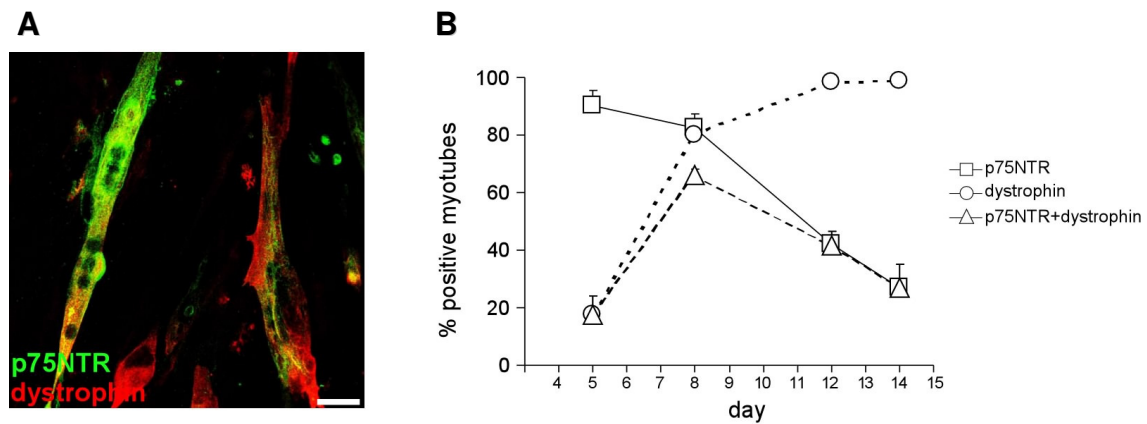 A
p75NTR
dystrophin
B
% positive myotubes
100
80
60
40
20
0
4 5 6 7 8 9 10 11 12 13 14 15
day
p75NTR
dystrophin
p75NTR+dystrophin